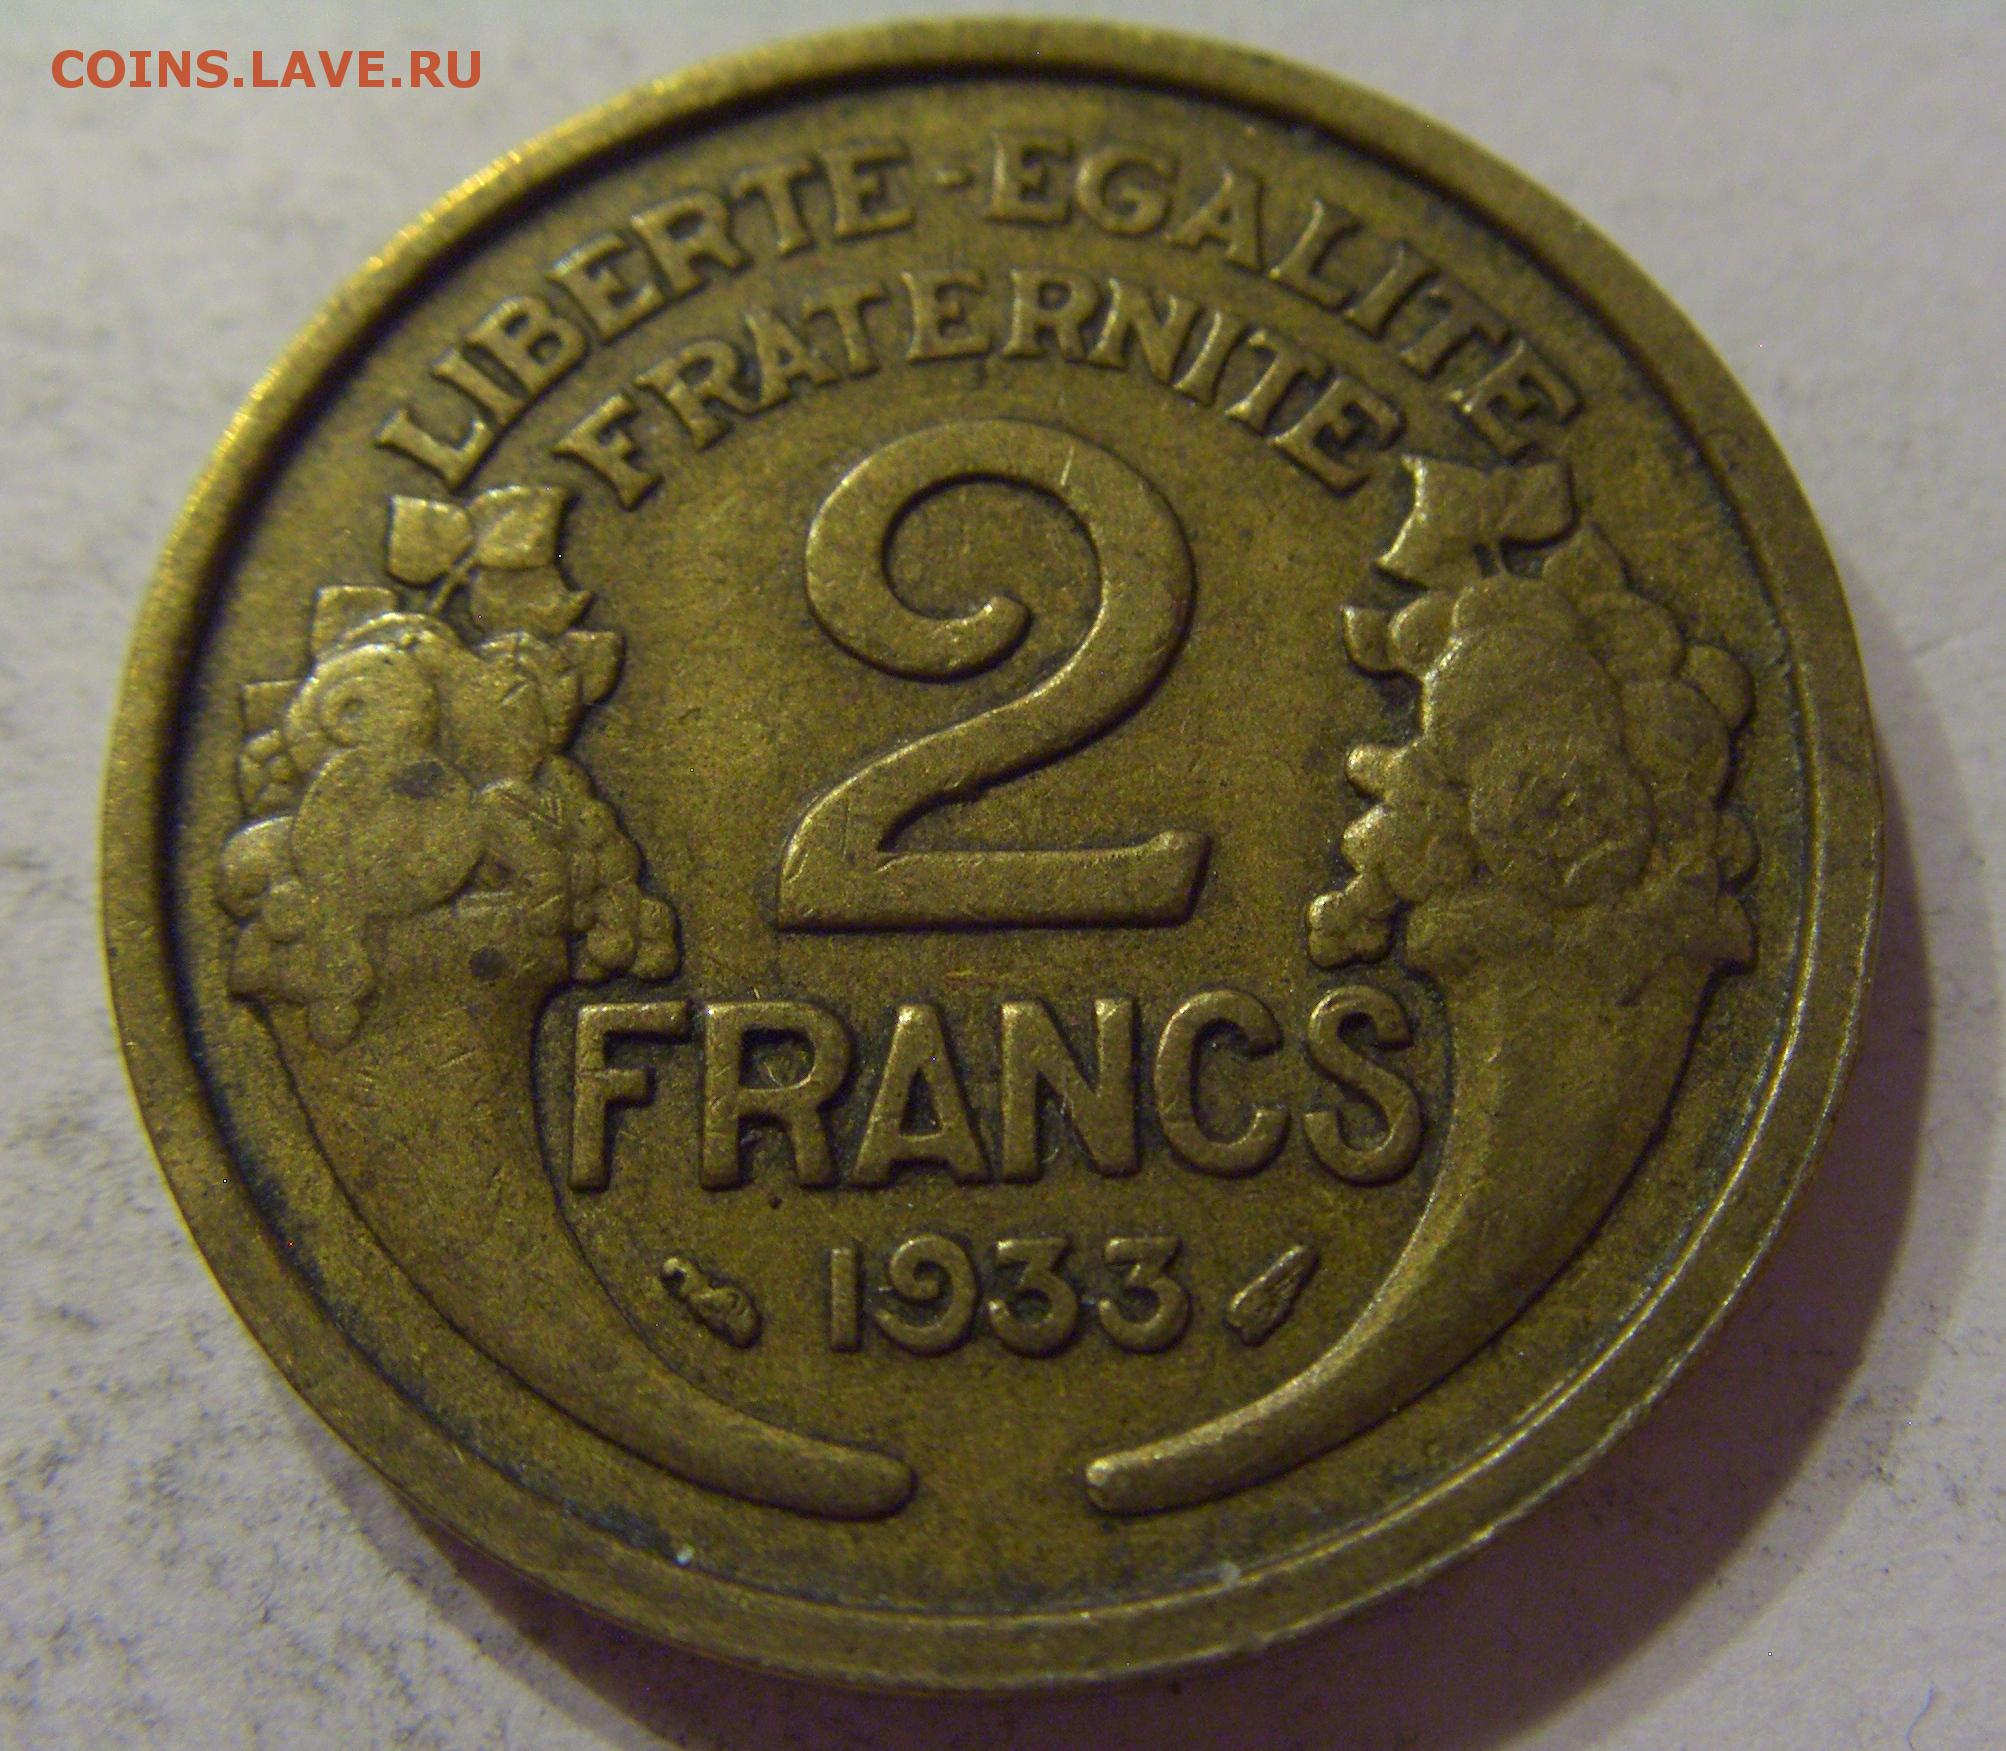 COINS.LAVE.RU
LIBERTE-EGALITE
FRATERNITE
2
FRANCS
1933